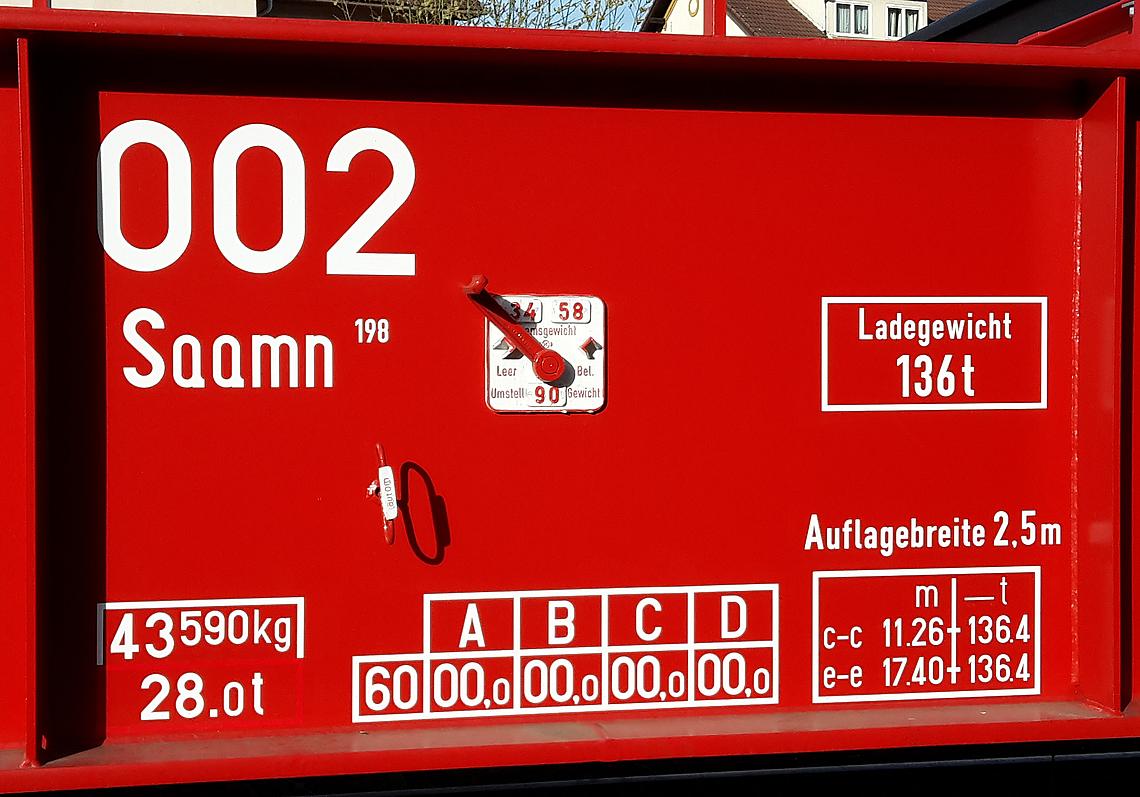 002
Saamn 198
34 58
Leer Bel.
90 Gewicht
Ladegewicht
136t
Auflagebreite 2,5m
m t
c-c 11.26 136.4
e-e 17.40 136.4
43590kg
28.0t
A B C D
60 00,0 00,0 00,0 00,0